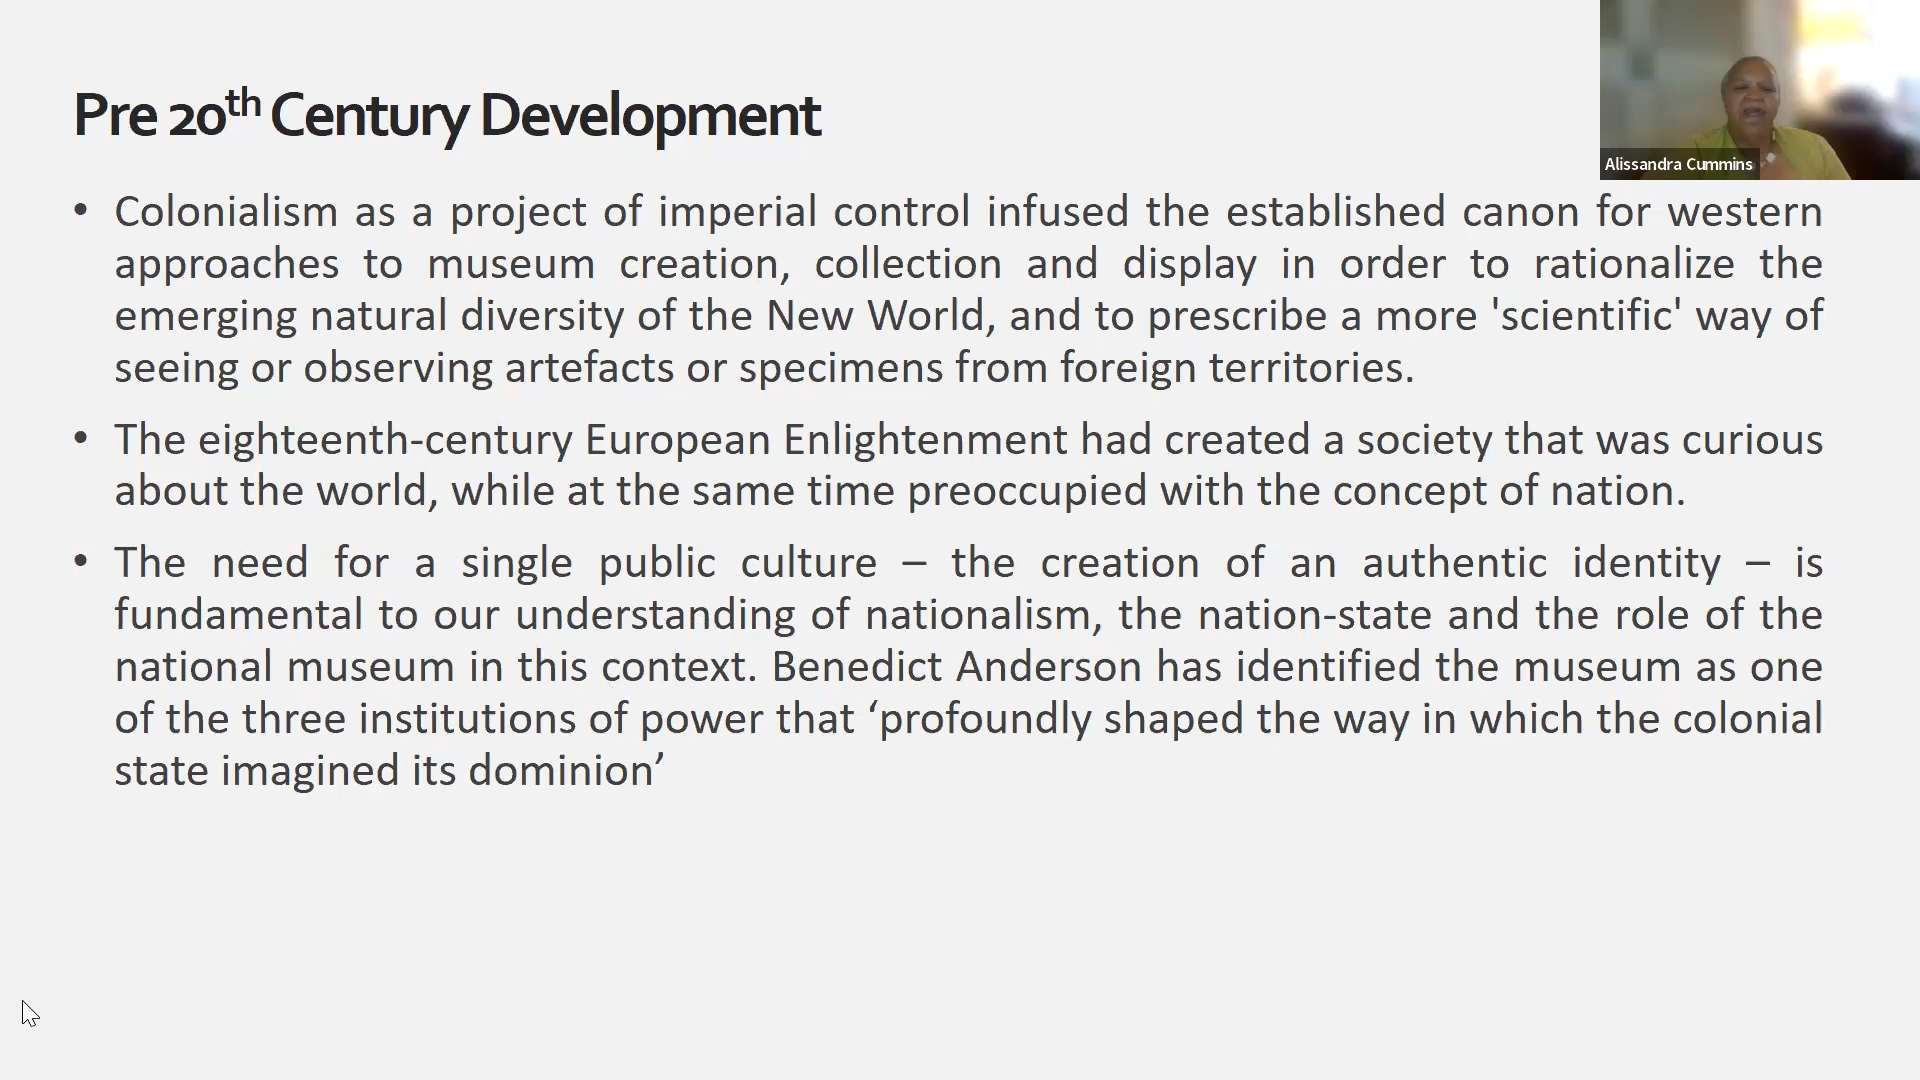 Pre 20th Century Development
Alissandra Cummins
• Colonialism as a project of imperial control infused the established canon for western
approaches to museum creation, collection and display in order to rationalize the
emerging natural diversity of the New World, and to prescribe a more 'scientific' way of
seeing or observing artefacts or specimens from foreign territories.
• The eighteenth-century European Enlightenment had created a society that was curious
about the world, while at the same time preoccupied with the concept of nation.
• The need for a single public culture – the creation of an authentic identity – is
fundamental to our understanding of nationalism, the nation-state and the role of the
national museum in this context. Benedict Anderson has identified the museum as one
of the three institutions of power that ‘profoundly shaped the way in which the colonial
state imagined its dominion’